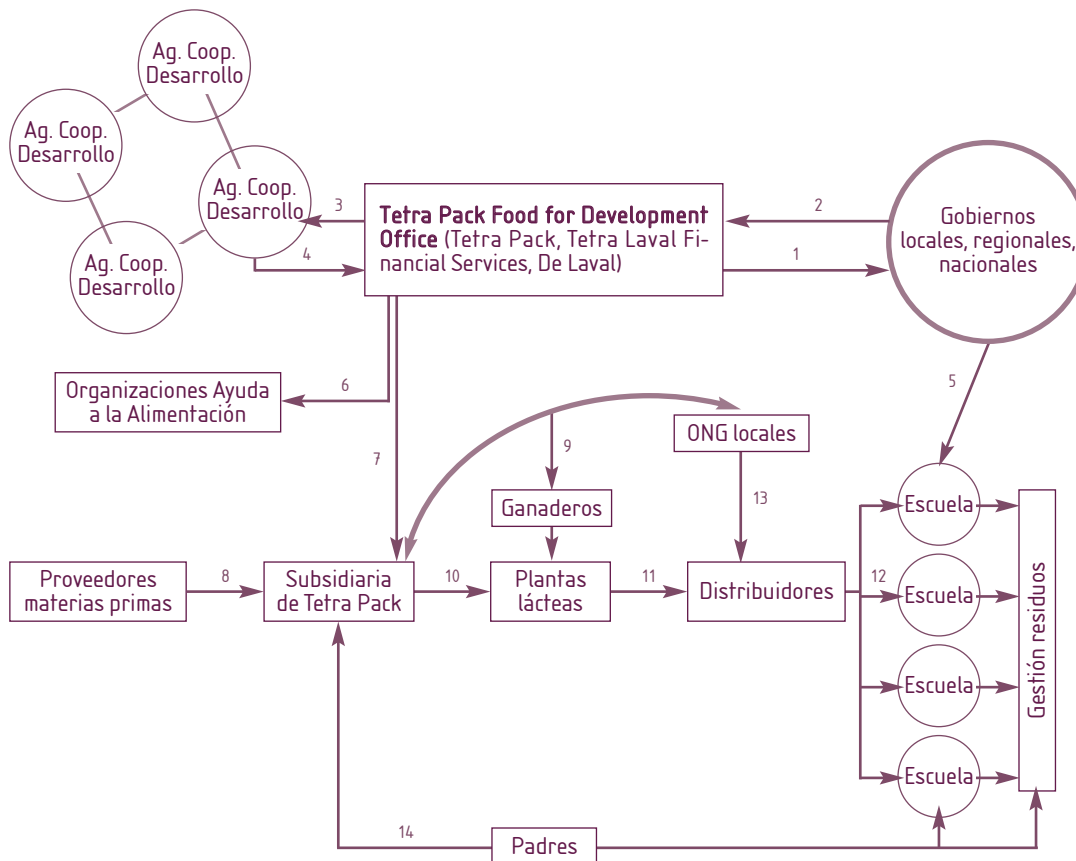 Ag. Coop.
Desarrollo
Ag. Coop.
Desarrollo
Ag. Coop.
Desarrollo
Ag. Coop.
Desarrollo
3
4
Tetra Pack Food for Development
Office (Tetra Pack, Tetra Laval Fi-
nancial Services, De Laval)
2
1
Gobiernos
locales, regionales,
nacionales
5
6
Organizaciones Ayuda
a la Alimentación
7
9
ONG locales
13
Ganaderos
Proveedores
materias primas
8
Subsidiaria
de Tetra Pack
10
Plantas
lácteas
11
Distribuidores
12
Escuela
Escuela
Escuela
Escuela
Gestión residuos
14
Padres